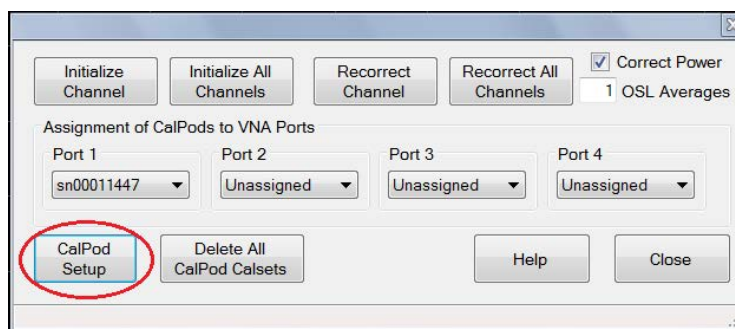 Initialize Channel
Initialize All Channels
Recorrect Channel
Recorrect All Channels
Correct Power
1 OSL Averages
Assignment of CalPods to VNA Ports
Port 1
Port 2
Port 3
Port 4
sn00011447
Unassigned
Unassigned
Unassigned
CalPod Setup
Delete All CalPod Calsets
Help
Close